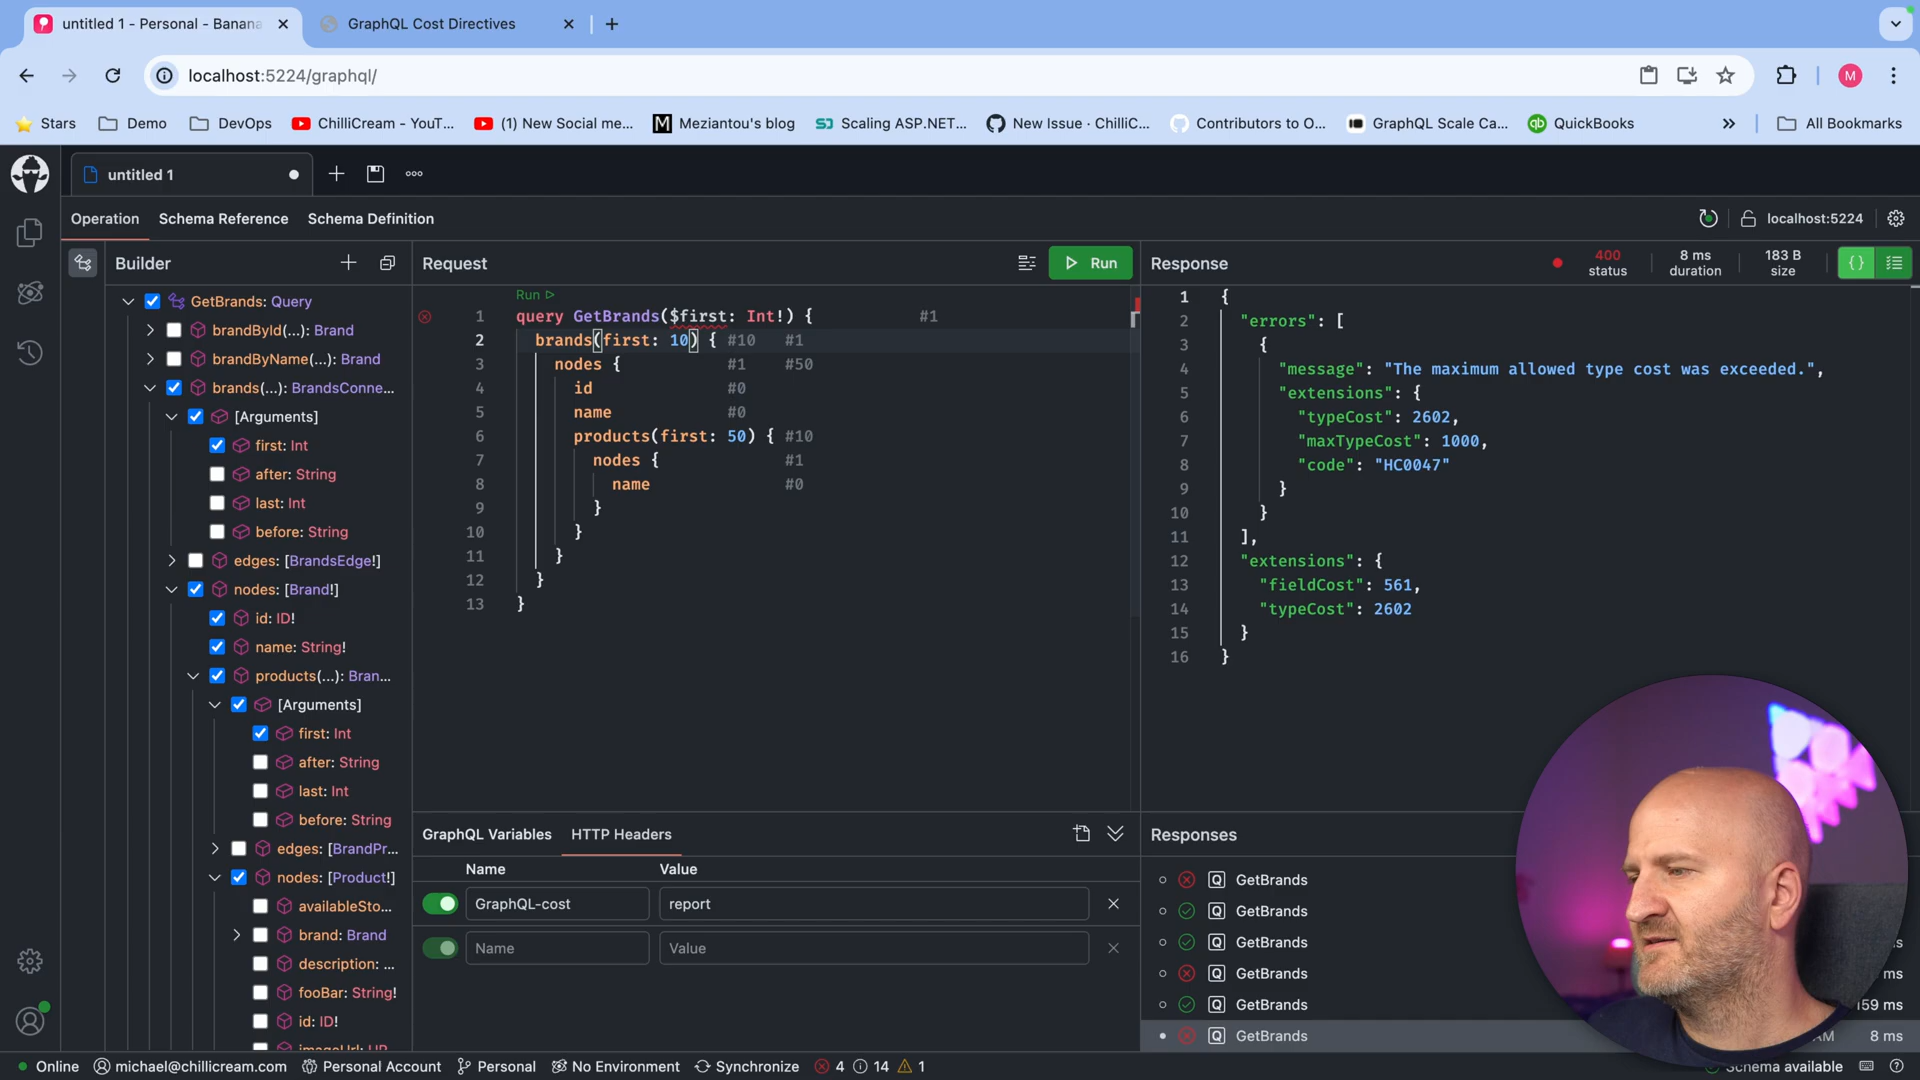 untitled 1 - Personal - Banana
GraphQL Cost Directives
localhost:5224/graphql/
M
Stars
Demo
DevOps
ChilliCream - YouT...
(1) New Social me...
Meziantou's blog
Scaling ASP.NET...
New Issue · ChilliC...
Contributors to O...
GraphQL Scale Ca...
QuickBooks
All Bookmarks
untitled 1
Operation
Schema Reference
Schema Definition
localhost:5224
Builder
GetBrands: Query
brandById(...): Brand
brandByName(...): Brand
brands(...): BrandsConne...
[Arguments]
first: Int
after: String
last: Int
before: String
edges: [BrandsEdge!]
nodes: [Brand!]
id: ID!
name: String!
products(...): Bran...
[Arguments]
first: Int
after: String
last: Int
before: String
edges: [BrandPr...
nodes: [Product!]
availableSto...
brand: Brand
description: ...
fooBar: String!
id: ID!
Request
Run
Run
1 query GetBrands($first: Int!) { #1
2 brands(first: 10) { #10 #1
3 nodes { #1 #50
4 id #0
5 name #0
6 products(first: 50) { #10
7 nodes { #1
8 name #0
9 }
10 }
11 }
12 }
13 }
GraphQL Variables
HTTP Headers
Name Value
GraphQL-cost report
Name Value
Response
400 status
8 ms duration
183 B size
{ }
1 {
2 "errors": [
3 {
4 "message": "The maximum allowed type cost was exceeded.",
5 "extensions": {
6 "typeCost": 2602,
7 "maxTypeCost": 1000,
8 "code": "HC0047"
9 }
10 }
11 ],
12 "extensions": {
13 "fieldCost": 561,
14 "typeCost": 2602
15 }
16 }
Responses
Q GetBrands
Q GetBrands
Q GetBrands
Q GetBrands ms
Q GetBrands 159 ms
Q GetBrands AM 8 ms
Online
michael@chillicream.com
Personal Account
Personal
No Environment
Synchronize
4
14
1
Schema available